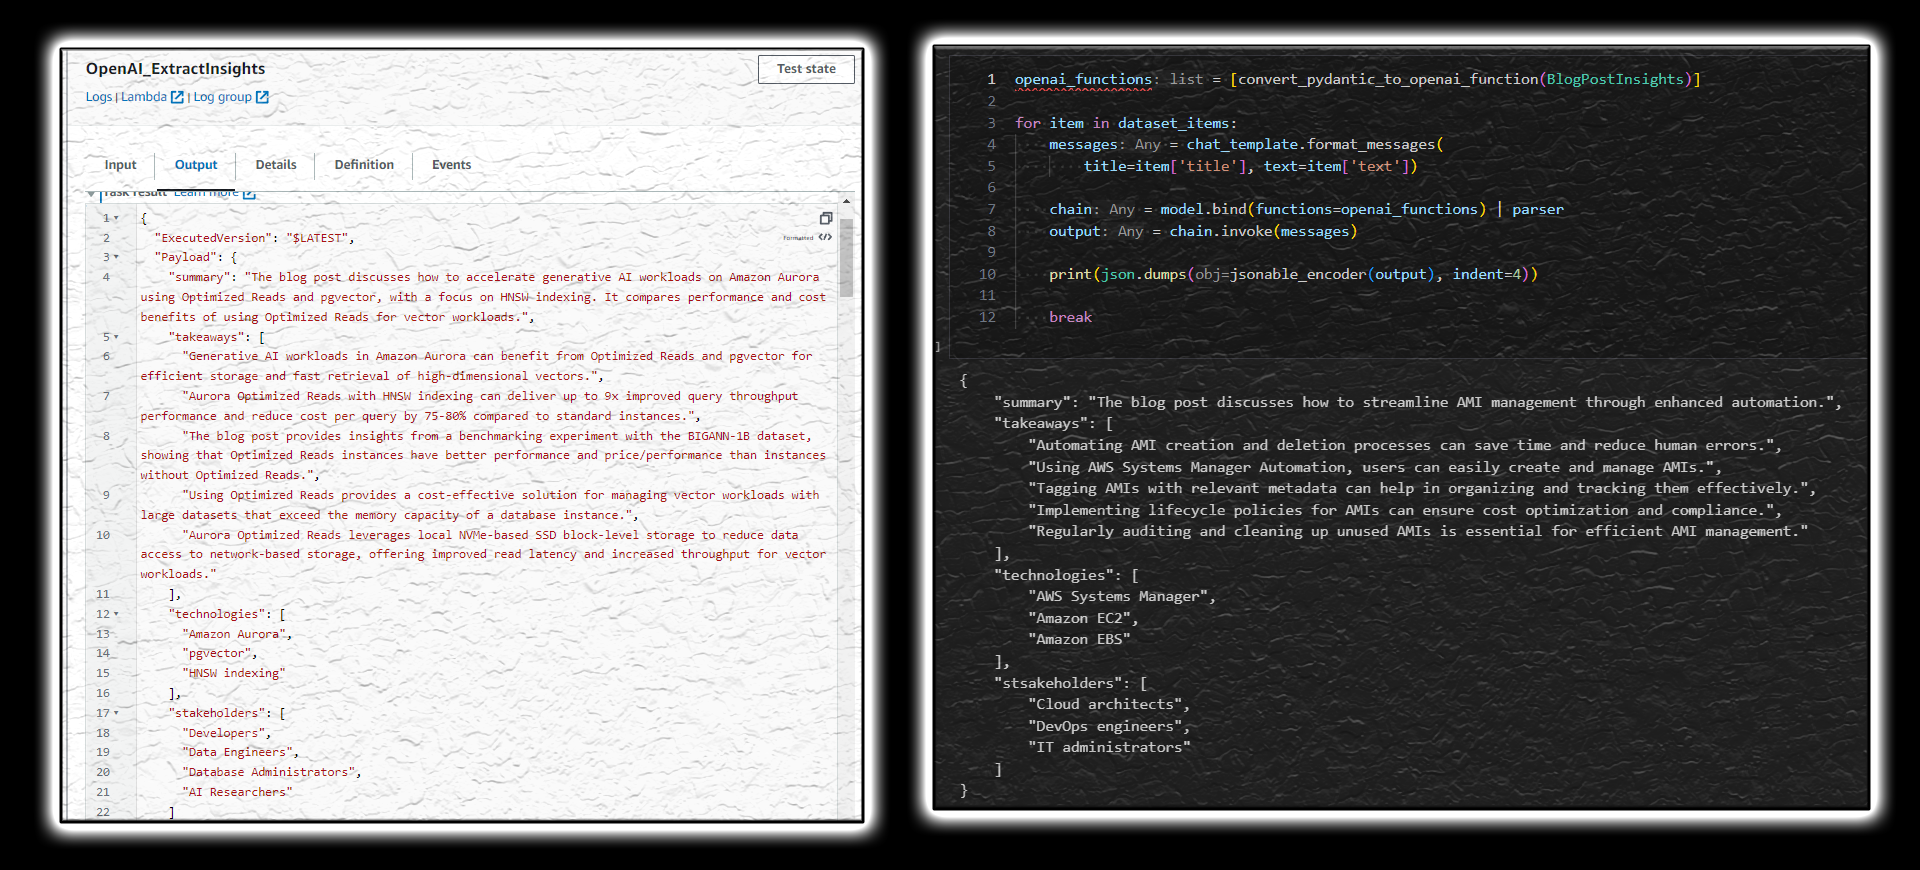 OpenAI_ExtractInsights
Test state
Logs | Lambda | Log group
Input Output Details Definition Events
Task result Learn more
1 {
Formatted </>
2 "ExecutedVersion": "$LATEST",
3 "Payload": {
4 "summary": "The blog post discusses how to accelerate generative AI workloads on Amazon Aurora
using Optimized Reads and pgvector, with a focus on HNSW indexing. It compares performance and cost
benefits of using Optimized Reads for vector workloads.",
5 "takeaways": [
6 "Generative AI workloads in Amazon Aurora can benefit from Optimized Reads and pgvector for
efficient storage and fast retrieval of high-dimensional vectors.",
7 "Aurora Optimized Reads with HNSW indexing can deliver up to 9x improved query throughput
performance and reduce cost per query by 75-80% compared to standard instances.",
8 "The blog post provides insights from a benchmarking experiment with the BIGANN-1B dataset,
showing that Optimized Reads instances have better performance and price/performance than instances
without Optimized Reads.",
9 "Using Optimized Reads provides a cost-effective solution for managing vector workloads with
large datasets that exceed the memory capacity of a database instance.",
10 "Aurora Optimized Reads leverages local NVMe-based SSD block-level storage to reduce data
access to network-based storage, offering improved read latency and increased throughput for vector
workloads."
11 ],
12 "technologies": [
13 "Amazon Aurora",
14 "pgvector",
15 "HNSW indexing"
16 ],
17 "stakeholders": [
18 "Developers",
19 "Data Engineers",
20 "Database Administrators",
21 "AI Researchers"
22 ]
1 openai_functions: list = [convert_pydantic_to_openai_function(BlogPostInsights)]
2
3 for item in dataset_items:
4 messages: Any = chat_template.format_messages(
5 title=item['title'], text=item['text'])
6
7 chain: Any = model.bind(functions=openai_functions) | parser
8 output: Any = chain.invoke(messages)
9
10 print(json.dumps(obj=jsonable_encoder(output), indent=4))
11
12 break
]
{
"summary": "The blog post discusses how to streamline AMI management through enhanced automation.",
"takeaways": [
"Automating AMI creation and deletion processes can save time and reduce human errors.",
"Using AWS Systems Manager Automation, users can easily create and manage AMIs.",
"Tagging AMIs with relevant metadata can help in organizing and tracking them effectively.",
"Implementing lifecycle policies for AMIs can ensure cost optimization and compliance.",
"Regularly auditing and cleaning up unused AMIs is essential for efficient AMI management."
],
"technologies": [
"AWS Systems Manager",
"Amazon EC2",
"Amazon EBS"
],
"stsakeholders": [
"Cloud architects",
"DevOps engineers",
"IT administrators"
]
}